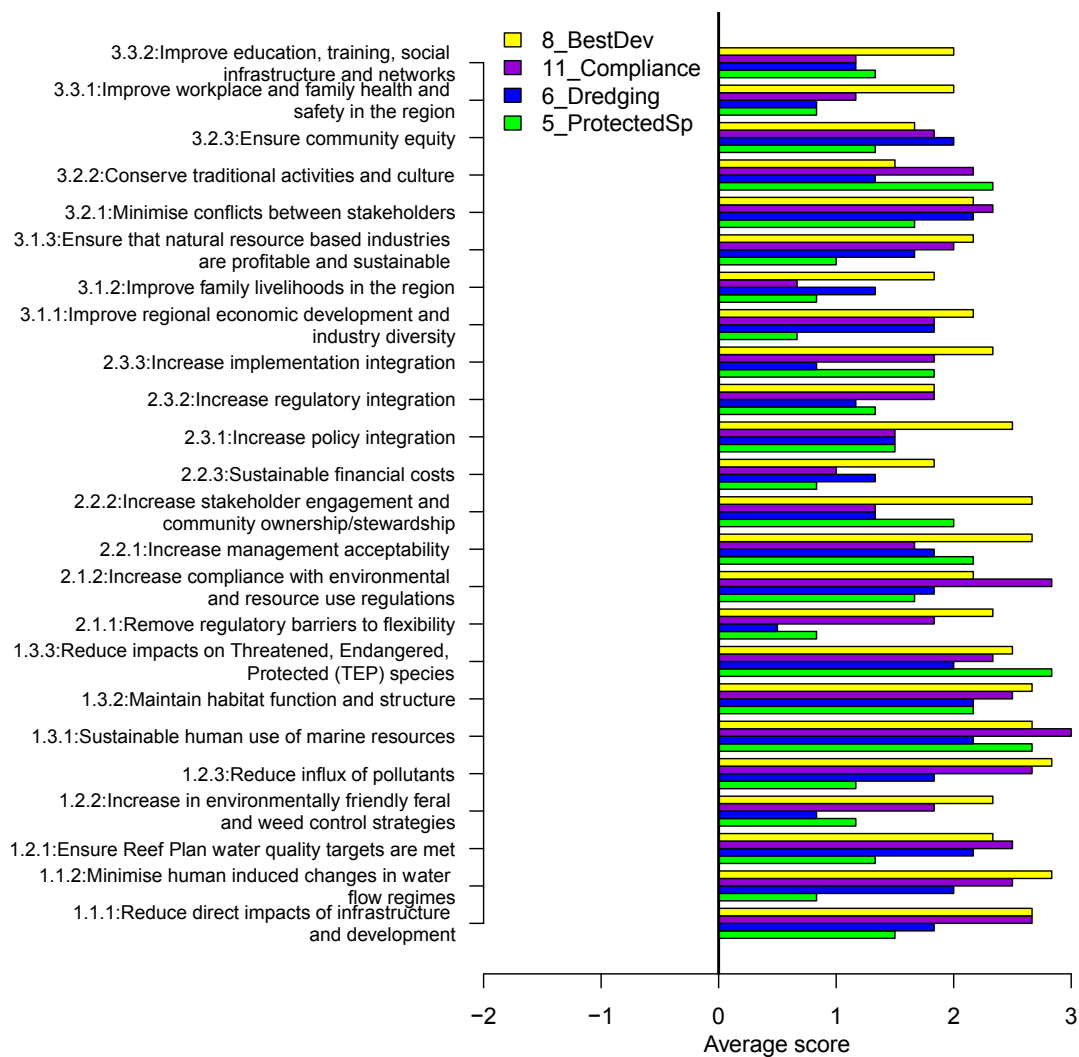 8_BestDev
11_Compliance
6_Dredging
5_ProtectedSp
3.3.2:Improve education, training, social
infrastructure and networks
3.3.1:Improve workplace and family health and
safety in the region
3.2.3:Ensure community equity
3.2.2:Conserve traditional activities and culture
3.2.1:Minimise conflicts between stakeholders
3.1.3:Ensure that natural resource based industries
are profitable and sustainable
3.1.2:Improve family livelihoods in the region
3.1.1:Improve regional economic development and
industry diversity
2.3.3:Increase implementation integration
2.3.2:Increase regulatory integration
2.3.1:Increase policy integration
2.2.3:Sustainable financial costs
2.2.2:Increase stakeholder engagement and
community ownership/stewardship
2.2.1:Increase management acceptability
2.1.2:Increase compliance with environmental
and resource use regulations
2.1.1:Remove regulatory barriers to flexibility
1.3.3:Reduce impacts on Threatened, Endangered,
Protected (TEP) species
1.3.2:Maintain habitat function and structure
1.3.1:Sustainable human use of marine resources
1.2.3:Reduce influx of pollutants
1.2.2:Increase in environmentally friendly feral
and weed control strategies
1.2.1:Ensure Reef Plan water quality targets are met
1.1.2:Minimise human induced changes in water
flow regimes
1.1.1:Reduce direct impacts of infrastructure
and development
−2 −1 0 1 2 3
Average score